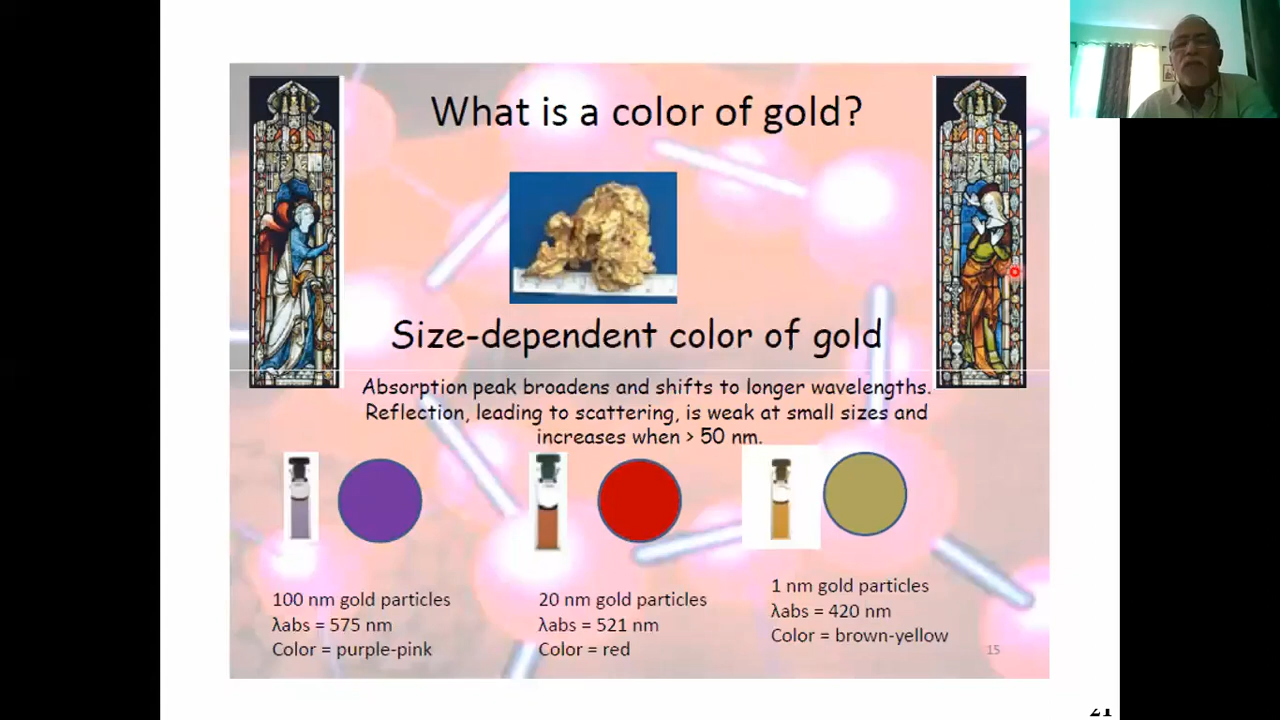 What is a color of gold?
Size-dependent color of gold
Absorption peak broadens and shifts to longer wavelengths.
Reflection, leading to scattering, is weak at small sizes and
increases when > 50 nm.
100 nm gold particles
λabs = 575 nm
Color = purple-pink
20 nm gold particles
λabs = 521 nm
Color = red
1 nm gold particles
λabs = 420 nm
Color = brown-yellow
15
21